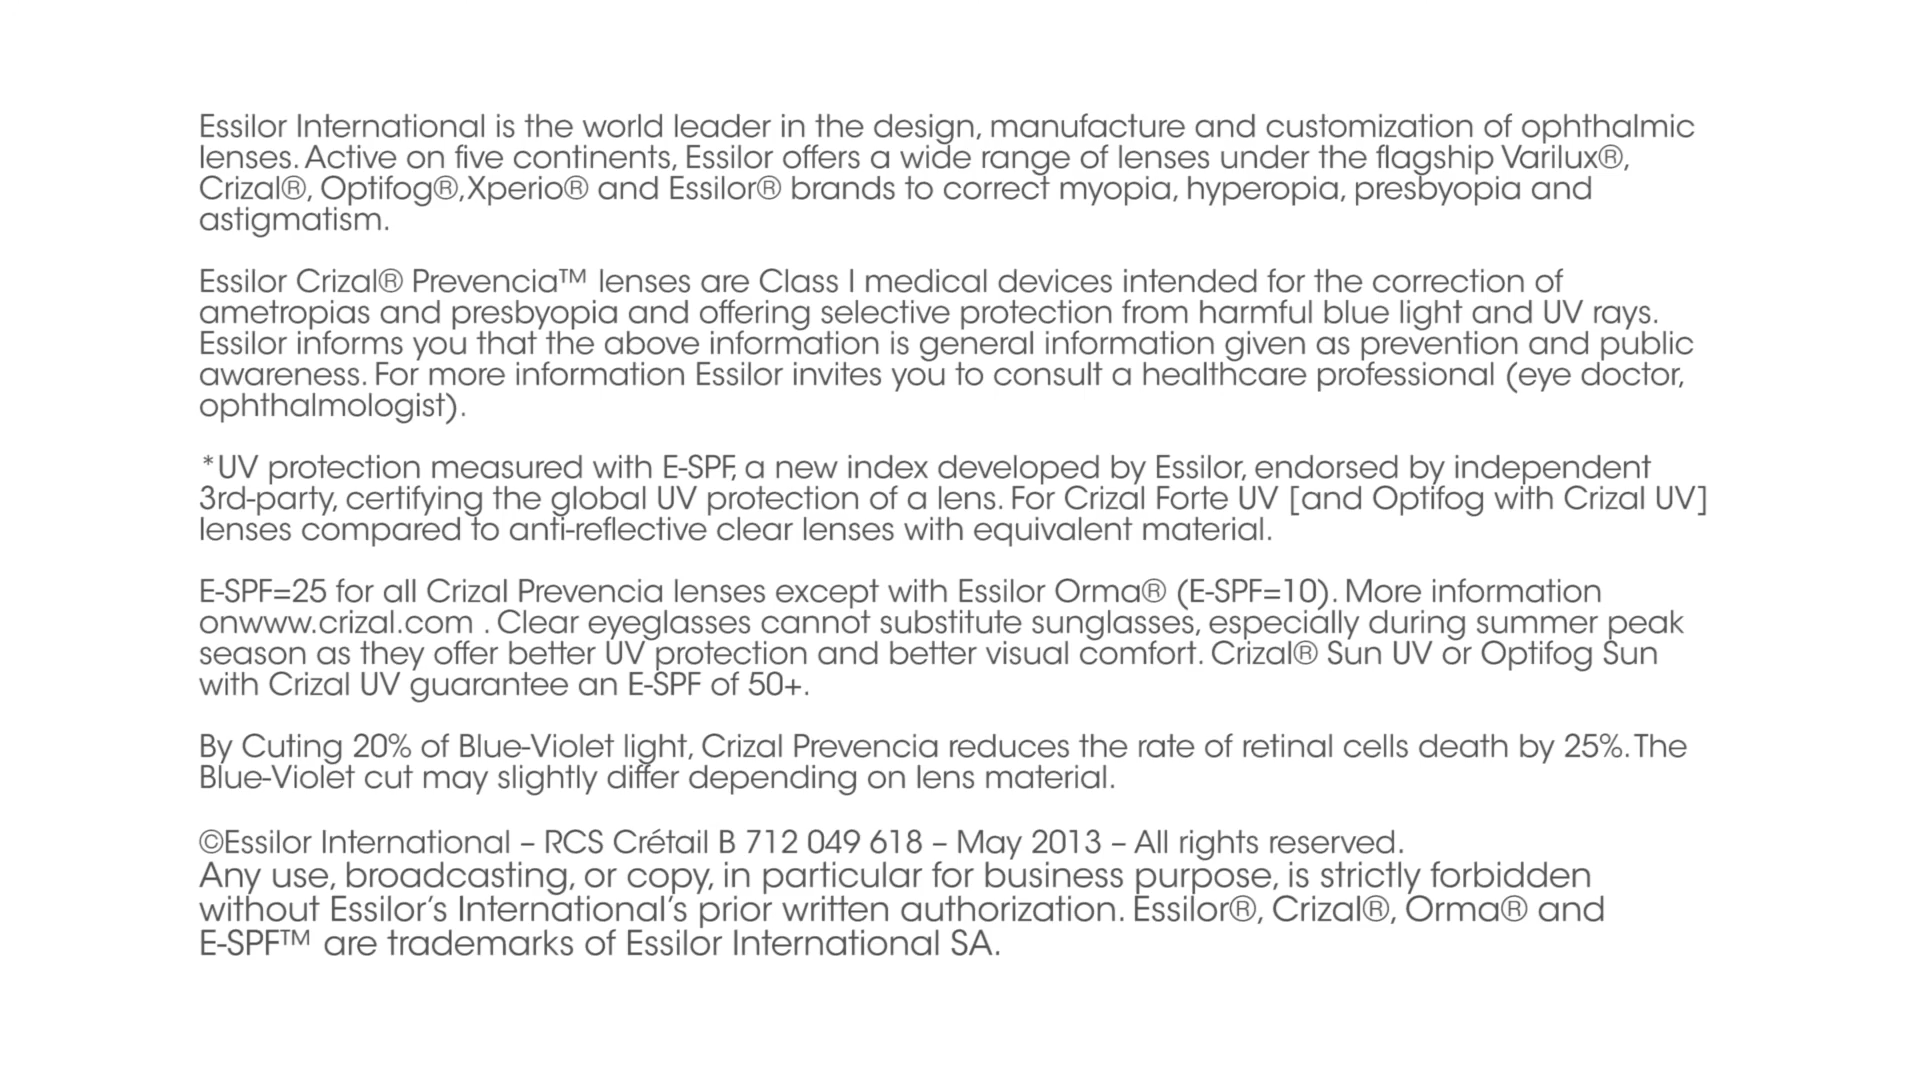 Essilor International is the world leader in the design, manufacture and customization of ophthalmic
lenses. Active on five continents, Essilor offers a wide range of lenses under the flagship Varilux®,
Crizal®, Optifog®,Xperio® and Essilor® brands to correct myopia, hyperopia, presbyopia and
astigmatism.
Essilor Crizal® Prevencia™ lenses are Class I medical devices intended for the correction of
ametropias and presbyopia and offering selective protection from harmful blue light and UV rays.
Essilor informs you that the above information is general information given as prevention and public
awareness. For more information Essilor invites you to consult a healthcare professional (eye doctor,
ophthalmologist).
*UV protection measured with E-SPF, a new index developed by Essilor, endorsed by independent
3rd-party, certifying the global UV protection of a lens. For Crizal Forte UV [and Optifog with Crizal UV]
lenses compared to anti-reflective clear lenses with equivalent material.
E-SPF=25 for all Crizal Prevencia lenses except with Essilor Orma® (E-SPF=10). More information
onwww.crizal.com . Clear eyeglasses cannot substitute sunglasses, especially during summer peak
season as they offer better UV protection and better visual comfort. Crizal® Sun UV or Optifog Sun
with Crizal UV guarantee an E-SPF of 50+.
By Cuting 20% of Blue-Violet light, Crizal Prevencia reduces the rate of retinal cells death by 25%. The
Blue-Violet cut may slightly differ depending on lens material.
©Essilor International – RCS Crétail B 712 049 618 – May 2013 – All rights reserved.
Any use, broadcasting, or copy, in particular for business purpose, is strictly forbidden
without Essilor’s International’s prior written authorization. Essilor®, Crizal®, Orma® and
E-SPF™ are trademarks of Essilor International SA.